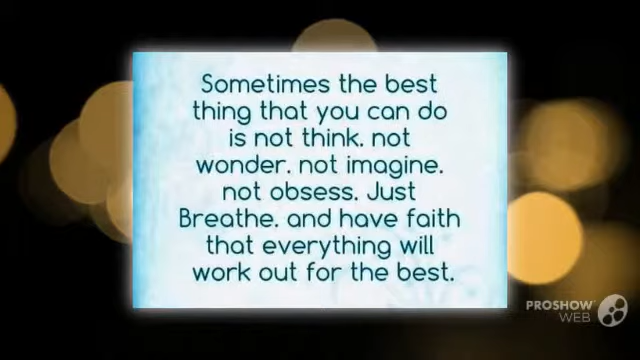 Sometimes the best
thing that you can do
is not think. not
wonder. not imagine.
not obsess. Just
Breathe. and have faith
that everything will
work out for the best.
PROSHOW
WEB